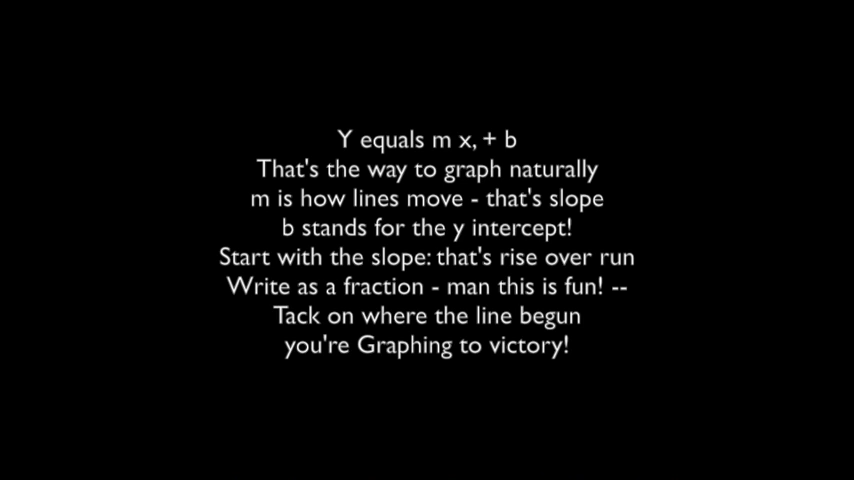 Y equals m x, + b
That's the way to graph naturally
m is how lines move - that's slope
b stands for the y intercept!
Start with the slope: that's rise over run
Write as a fraction - man this is fun! --
Tack on where the line begun
you're Graphing to victory!